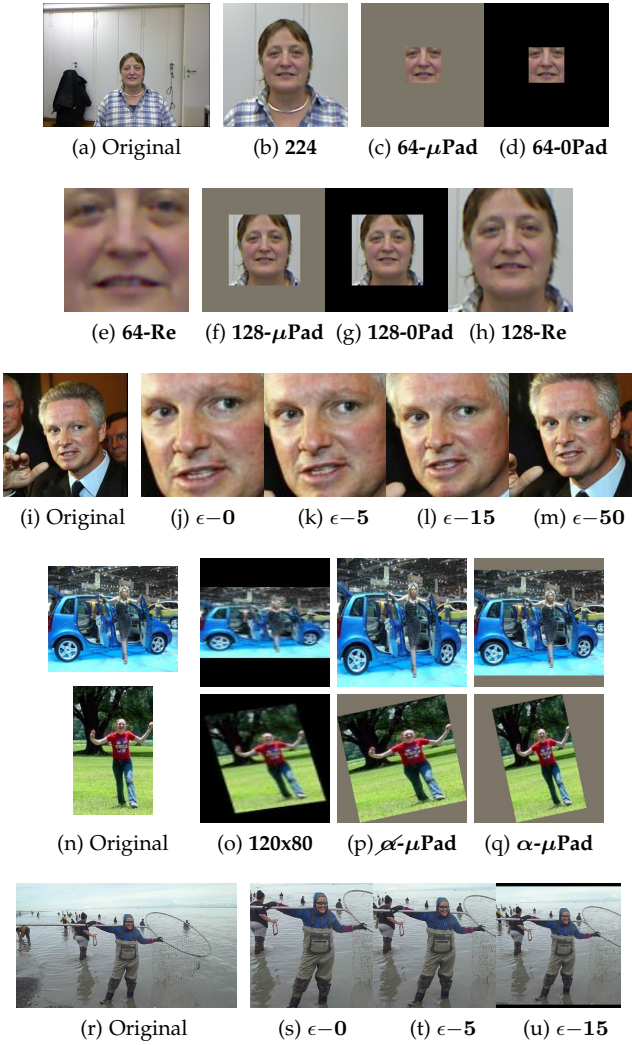 (a) Original (b) 224 (c) 64-μPad (d) 64-0Pad
(e) 64-Re (f) 128-μPad (g) 128-0Pad (h) 128-Re
(i) Original (j) ϵ−0 (k) ϵ−5 (l) ϵ−15 (m) ϵ−50
(n) Original (o) 120x80 (p) α̸-μPad (q) α-μPad
(r) Original (s) ϵ−0 (t) ϵ−5 (u) ϵ−15